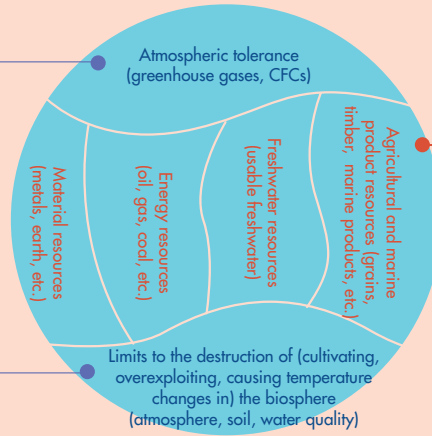 Atmospheric tolerance
(greenhouse gases, CFCs)
Material resources
(metals, earth, etc.)
Energy resources
(oil, gas, coal, etc.)
Freshwater resources
(usable freshwater)
Agricultural and marine
product resources (grains,
timber, marine products, etc.)
Limits to the destruction of (cultivating,
overexploiting, causing temperature
changes in) the biosphere
(atmosphere, soil, water quality)